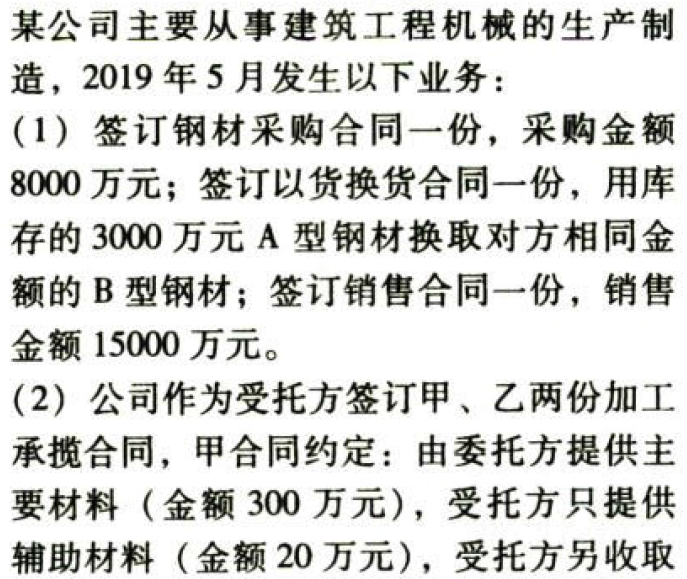 某公司主要从事建筑工程机械的生产制
造，2019 年 5 月发生以下业务：
（1）签订钢材采购合同一份，采购金额
8000 万元；签订以货换货合同一份，用库
存的 3000 万元 A 型钢材换取对方相同金
额的 B 型钢材；签订销售合同一份，销售
金额 15000 万元。
（2）公司作为受托方签订甲、乙两份加工
承揽合同，甲合同约定：由委托方提供主
要材料（金额 300 万元），受托方只提供
辅助材料（金额 20 万元），受托方另收取